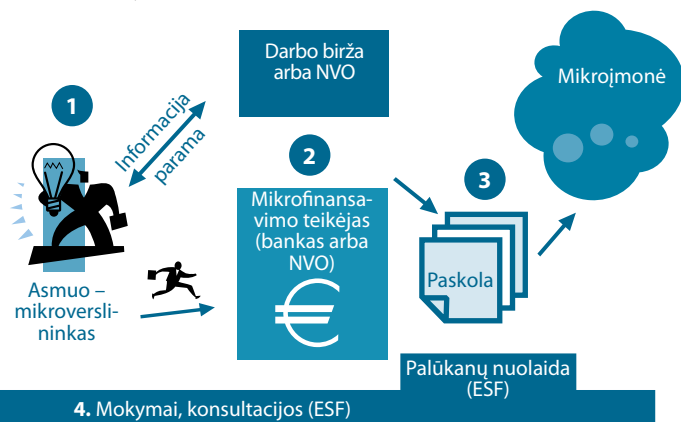 1
Asmuo –
mikroversli-
ninkas
Informacija
parama
Darbo birža
arba NVO
2
Mikrofinansa-
vimo teikėjas
(bankas arba
NVO)
€
3
Paskola
Mikroįmonė
Palūkanų nuolaida
(ESF)
4. Mokymai, konsultacijos (ESF)